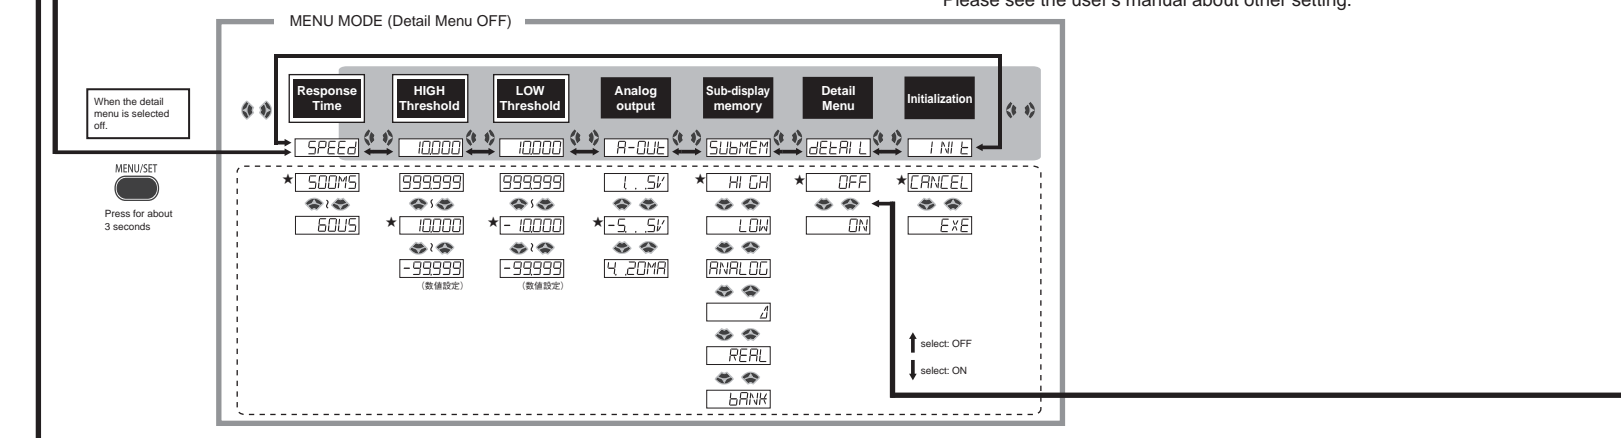 Please see the user's manual about other setting.
MENU MODE (Detail Menu OFF)
When the detail
menu is selected
off.
MENU/SET
Press for about
3 seconds
Response
Time
HIGH
Threshold
LOW
Threshold
Analog
output
Sub-display
memory
Detail
Menu
Initialization
SPEEd
10.000
10.000
A-OUt
SUbMEM
dEtAIL
INIt
★ 500MS
999.999
999.999
1. . .5V
★ HIGH
★ OFF
★ CANCEL
60US
★ 10.000
★ - 10.000
★ -5. . .5V
LOW
ON
EXE
-99.999
-99.999
4. .20MA
ANALOG
(数値設定)
(数値設定)
REAL
bANK
select: OFF
select: ON